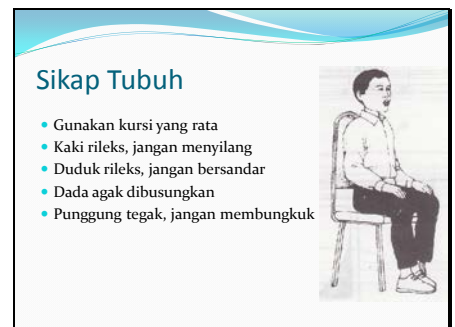 Sikap Tubuh
• Gunakan kursi yang rata
• Kaki rileks, jangan menyilang
• Duduk rileks, jangan bersandar
• Dada agak dibusungkan
• Punggung tegak, jangan membungkuk